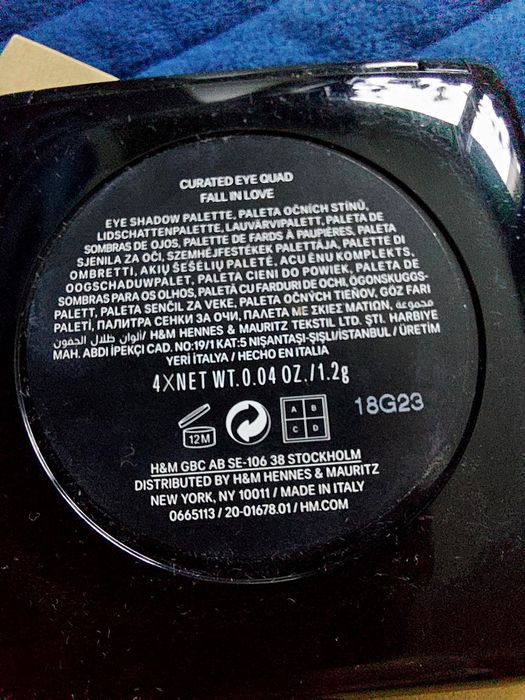 CURATED EYE QUAD
FALL IN LOVE
EYE SHADOW PALETTE, PALETA OČNÍCH STÍNŮ,
LIDSCHATTENPALETTE, LAUVÄRVIPALETT, PALETA DE
SOMBRAS DE OJOS, PALETTE DE FARDS À PAUPIÈRES, PALETA
SJENILA ZA OČI, SZEMHÉJFESTÉKEK PALETTÁJA, PALETTE DI
OMBRETTI, AKIŲ ŠEŠĖLIŲ PALETĖ, ACU ĒNU KOMPLEKTS,
OOGSCHADUWPALET, PALETA CIENI DO POWIEK, PALETA DE
SOMBRAS PARA OS OLHOS, PALETĂ CU FARDURI DE OCHI, ÖGONSKUGGS-
PALETT, PALETA SENČIL ZA VEKE, PALETA OČNÝCH TIEŇOV, GÖZ FARI
PALETİ, ПАЛИТРА СЕНКИ ЗА ОЧИ, ΠΑΛΕΤΑ ΜΕ ΣΚΙΕΣ ΜΑΤΙΩΝ, مجموعة
ألوان ظلال الجفون/ H&M HENNES & MAURITZ TEKSTIL LTD. ŞTİ. HARBIYE
MAH. ABDI İPEKÇİ CAD. NO:19/1 KAT:5 NIŞANTAŞI-ŞIŞLI/İSTANBUL / ÜRETİM
YERİ İTALYA / HECHO EN ITALIA
4×NET WT. 0.04 OZ./1.2g
12M
A B
C D
18G23
H&M GBC AB SE-106 38 STOCKHOLM
DISTRIBUTED BY H&M HENNES & MAURITZ
NEW YORK, NY 10011 / MADE IN ITALY
0665113 / 20-01678.01 / HM.COM